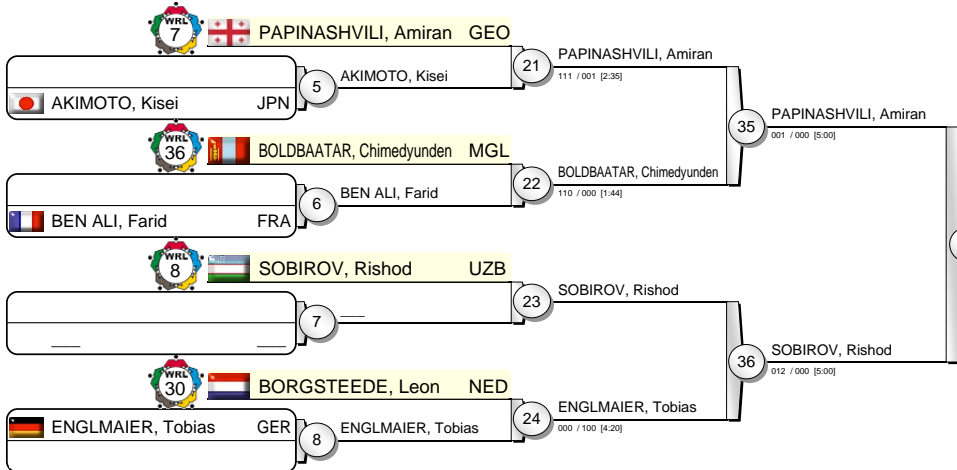 WRL
7
PAPINASHVILI, Amiran GEO
21
PAPINASHVILI, Amiran
111 / 001 [2:35]
5
AKIMOTO, Kisei
AKIMOTO, Kisei JPN
35
PAPINASHVILI, Amiran
001 / 000 [5:00]
WRL
36
BOLDBAATAR, Chimedyunden MGL
22
BOLDBAATAR, Chimedyunden
110 / 000 [1:44]
6
BEN ALI, Farid
BEN ALI, Farid FRA
WRL
8
SOBIROV, Rishod UZB
23
SOBIROV, Rishod
7
___
___ ___
36
SOBIROV, Rishod
012 / 000 [5:00]
WRL
30
BORGSTEEDE, Leon NED
24
ENGLMAIER, Tobias
000 / 100 [4:20]
ENGLMAIER, Tobias GER
8
ENGLMAIER, Tobias